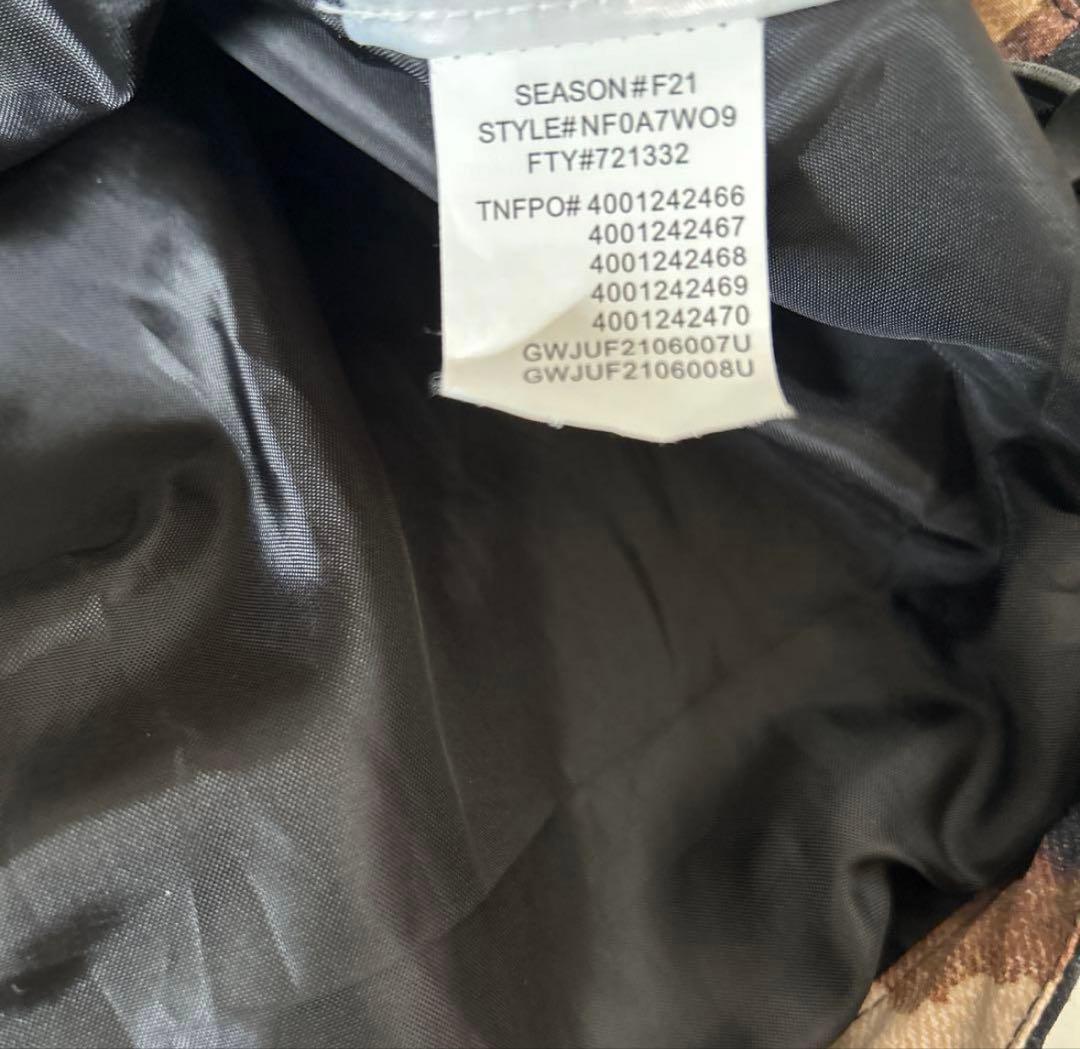 SEASON#F21
STYLE#NF0A7WO9
FTY#721332
TNFPO# 4001242466
4001242467
4001242468
4001242469
4001242470
GWJUF2106007U
GWJUF2106008U